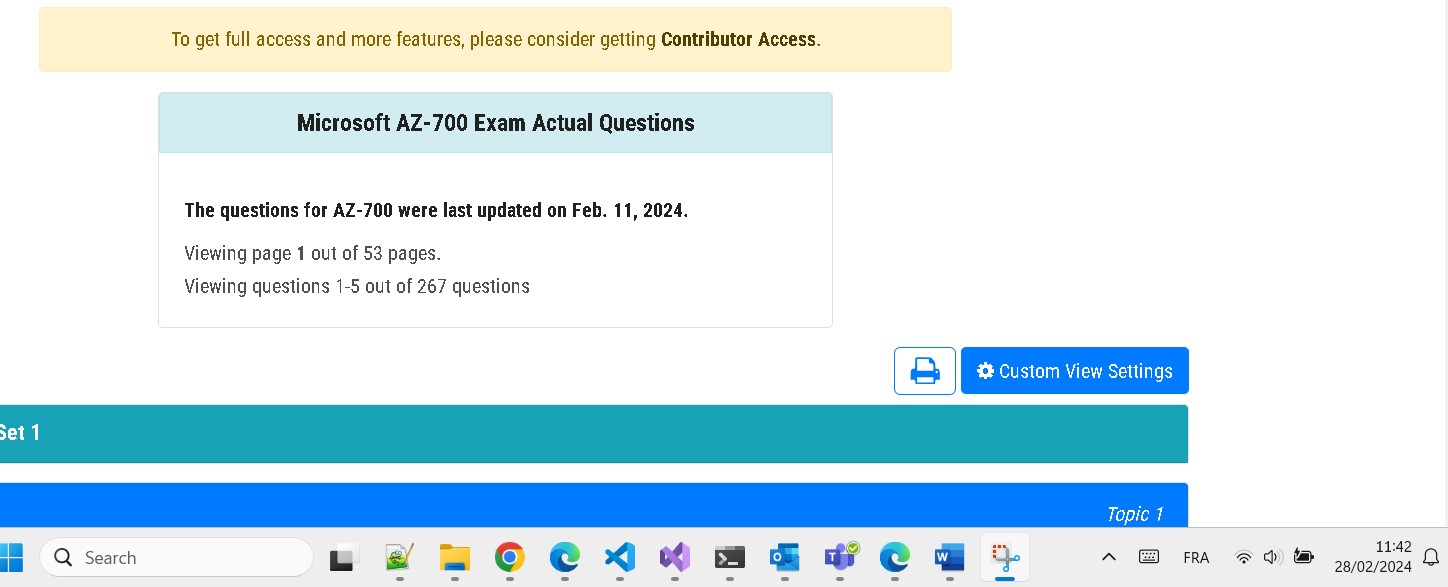 To get full access and more features, please consider getting Contributor Access.
Microsoft AZ-700 Exam Actual Questions
The questions for AZ-700 were last updated on Feb. 11, 2024.
Viewing page 1 out of 53 pages.
Viewing questions 1-5 out of 267 questions
Custom View Settings
Set 1
Topic 1
Search
FRA
11:42
28/02/2024